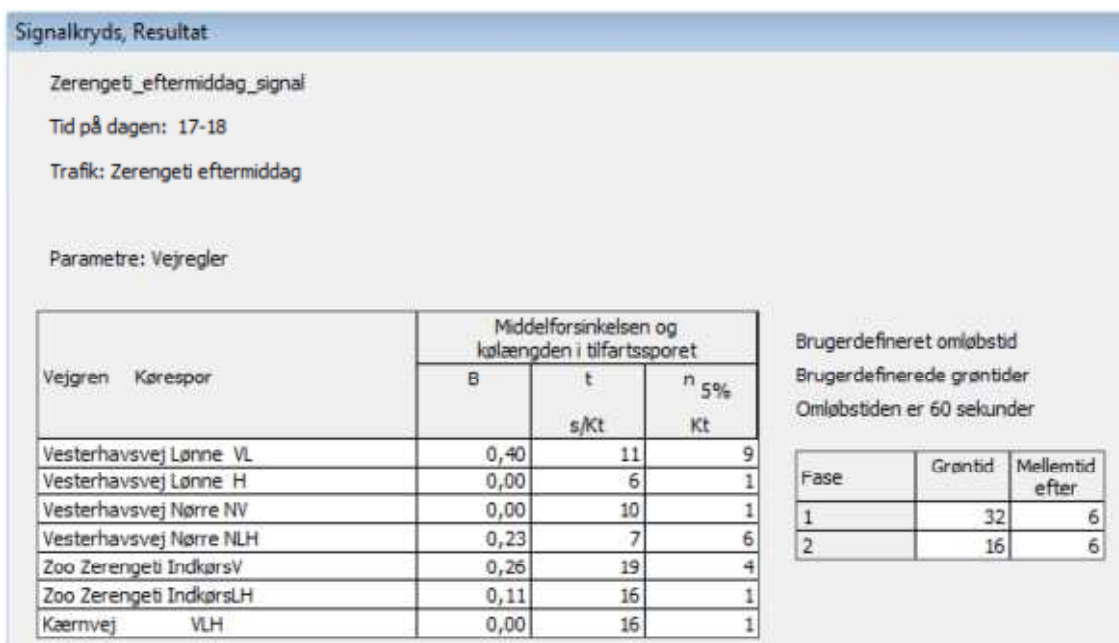 Signalkryds, Resultat
Zerengeti_eftermiddag_signal
Tid på dagen: 17-18
Trafik: Zerengeti eftermiddag
Parametre: Vejregler
Vejgren Kørespor
Middelforsinkelsen og
kølængden i tilfartssporet
B t n 5%
s/Kt Kt
Vesterhavsvej Lønne VL 0,40 11 9
Vesterhavsvej Lønne H 0,00 6 1
Vesterhavsvej Nørre NV 0,00 10 1
Vesterhavsvej Nørre NLH 0,23 7 6
Zoo Zerengeti IndkørsV 0,26 19 4
Zoo Zerengeti IndkørsLH 0,11 16 1
Kærnvej VLH 0,00 16 1
Brugerdefineret omløbstid
Brugerdefinerede grøntider
Omløbstiden er 60 sekunder
Fase Grøntid Mellemtid
efter
1 32 6
2 16 6